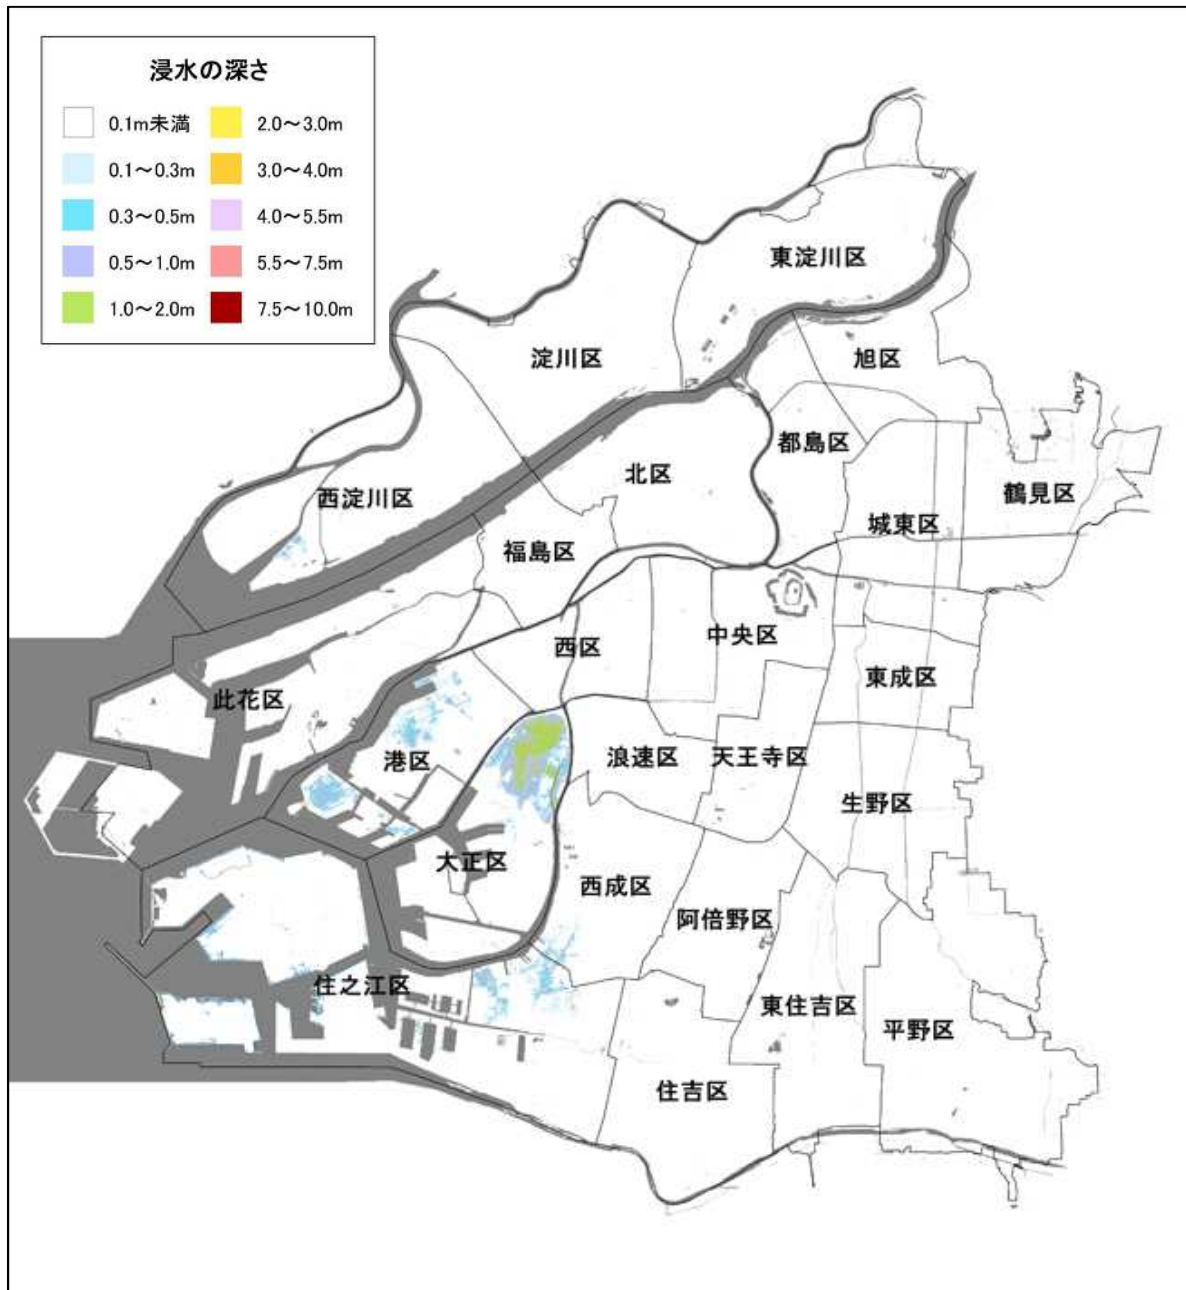 浸水の深さ
0.1m未満
0.1～0.3m
0.3～0.5m
0.5～1.0m
1.0～2.0m
2.0～3.0m
3.0～4.0m
4.0～5.5m
5.5～7.5m
7.5～10.0m
東淀川区
淀川区
旭区
都島区
北区
西淀川区
鶴見区
城東区
福島区
中央区
西区
東成区
此花区
港区
浪速区
天王寺区
生野区
大正区
西成区
阿倍野区
住之江区
東住吉区
平野区
住吉区